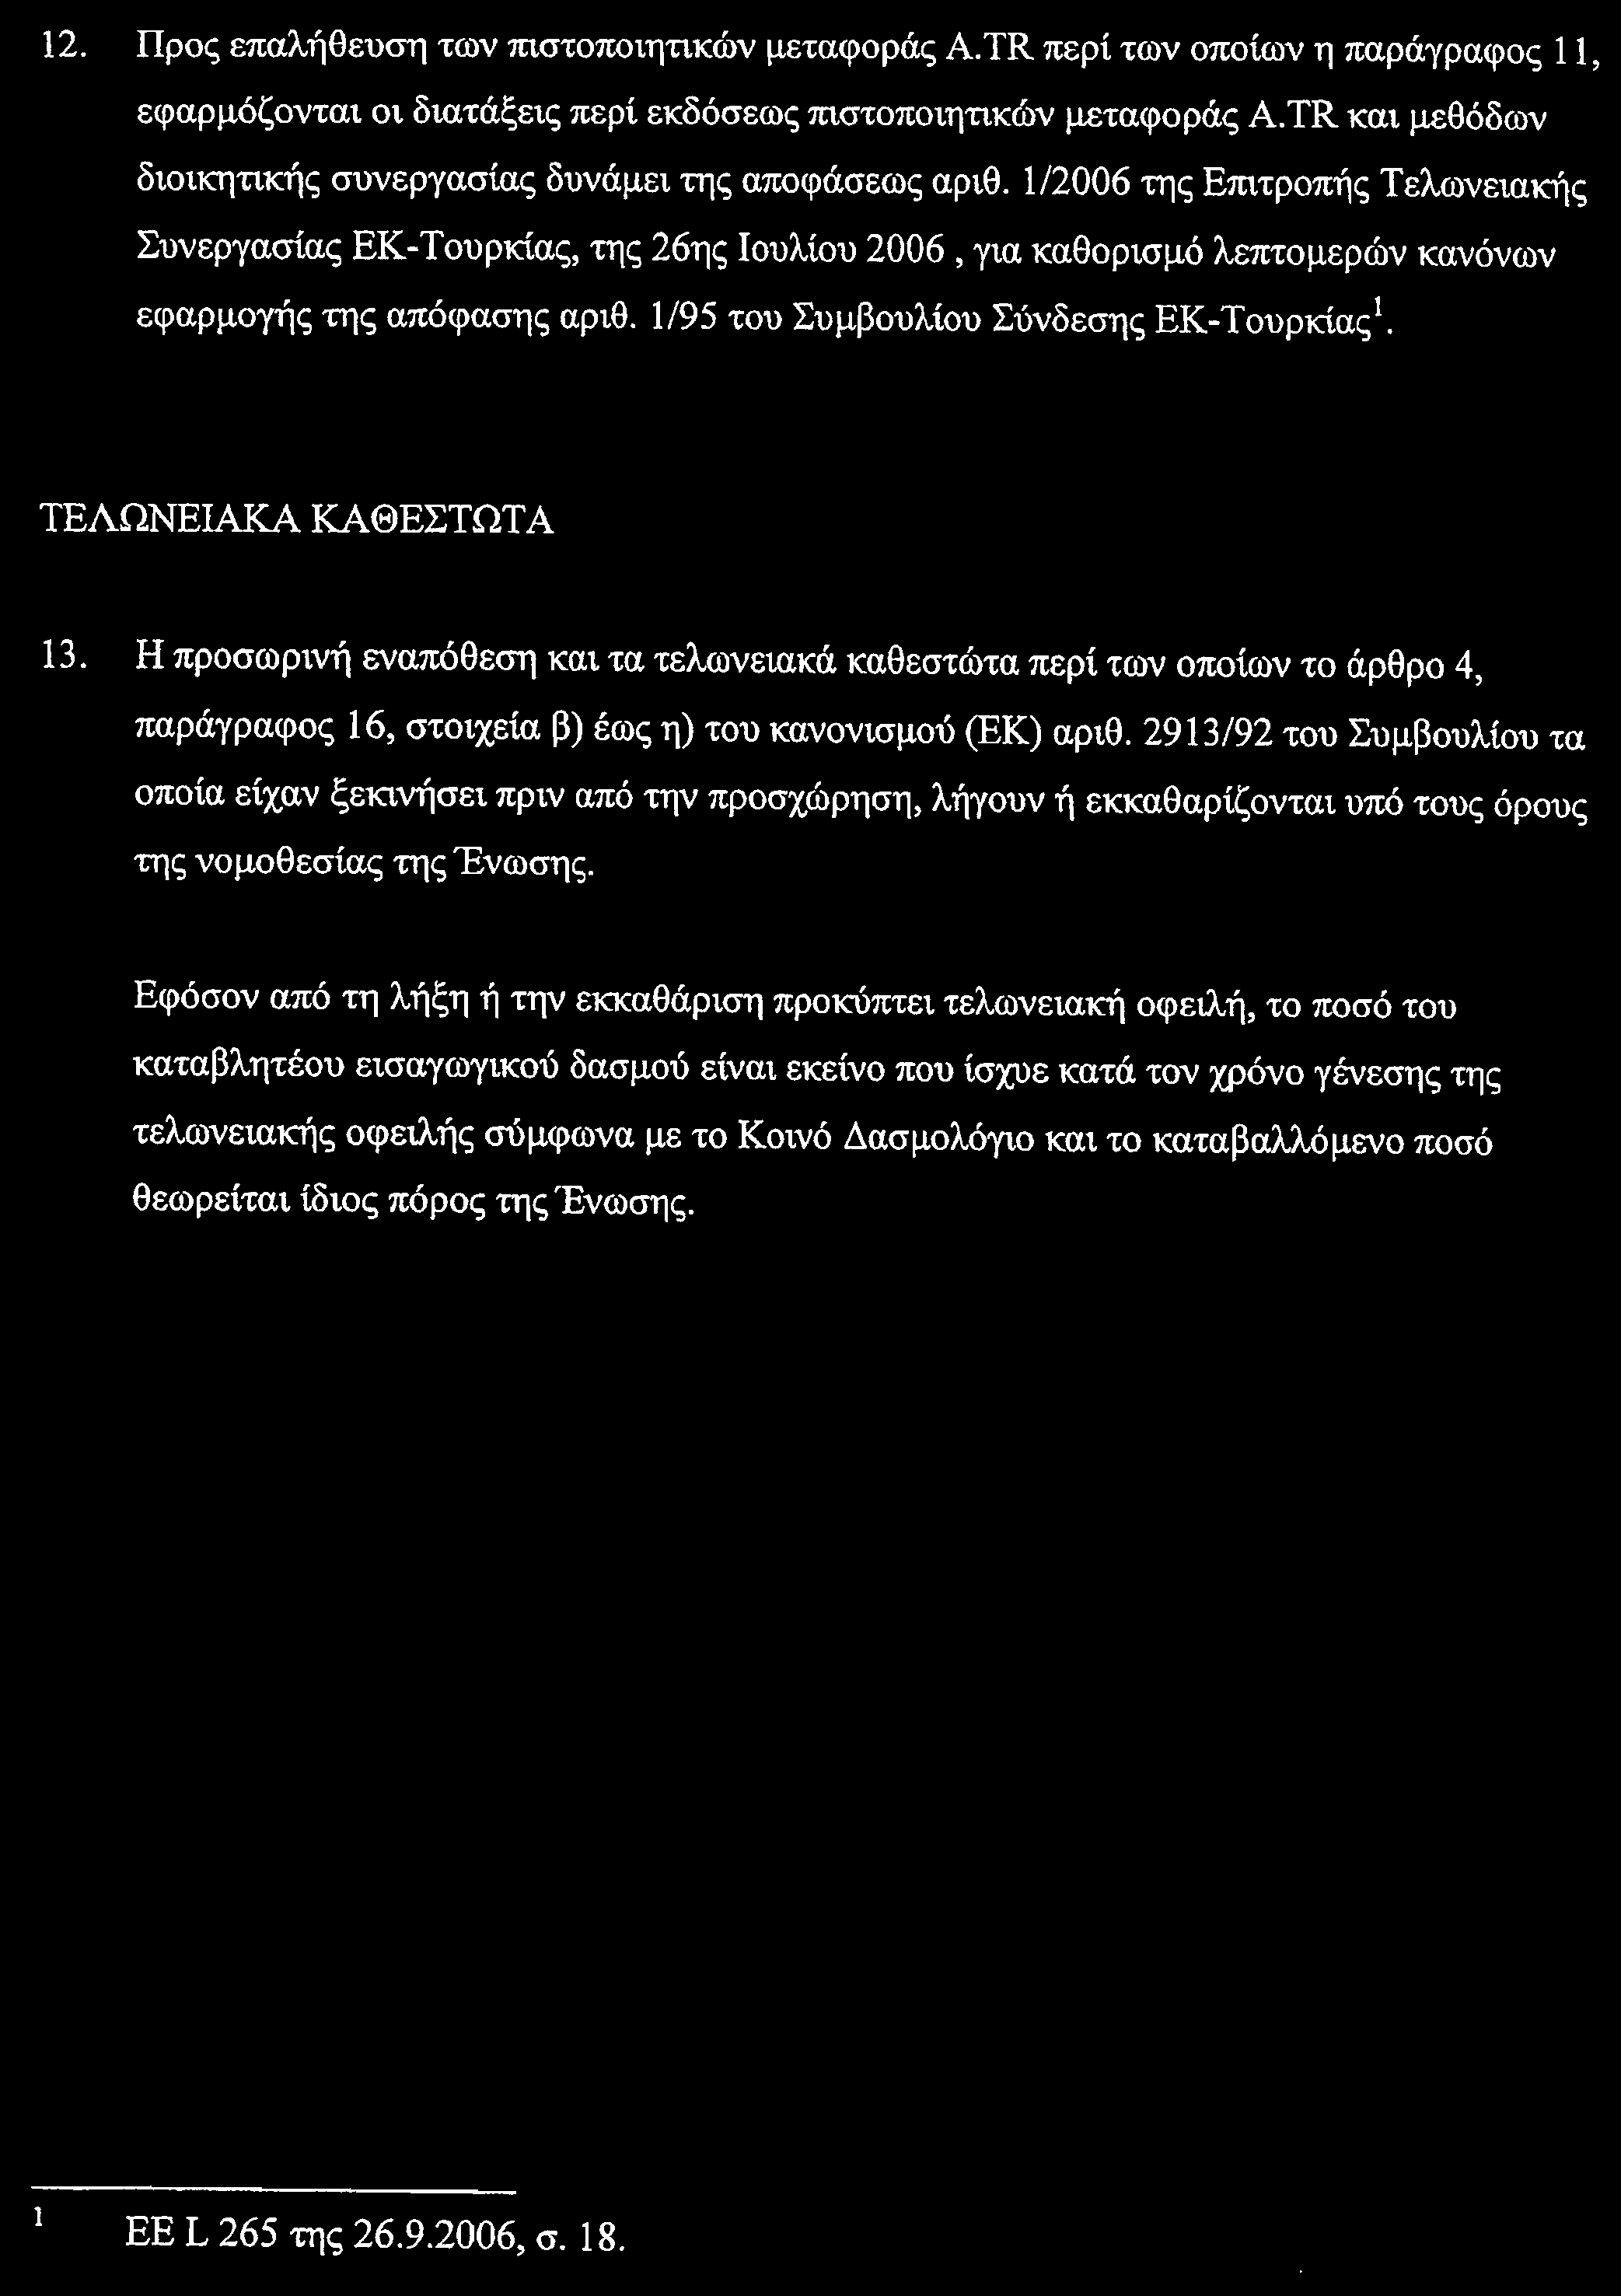 12. Προς επαλήθευση των πιστοποιητικών μεταφοράς A.TR περί των οποίων η παράγραφος 11,
εφαρμόζονται οι διατάξεις περί εκδόσεως πιστοποιητικών μεταφοράς A.TR και μεθόδων
διοικητικής συνεργασίας δυνάμει της αποφάσεως αριθ. 1/2006 της Επιτροπής Τελωνειακής
Συνεργασίας ΕΚ-Τουρκίας, της 26ης Ιουλίου 2006 , για καθορισμό λεπτομερών κανόνων
εφαρμογής της απόφασης αριθ. 1/95 του Συμβουλίου Σύνδεσης ΕΚ-Τουρκίας¹.
ΤΕΛΩΝΕΙΑΚΑ ΚΑΘΕΣΤΩΤΑ
13. Η προσωρινή εναπόθεση και τα τελωνειακά καθεστώτα περί των οποίων το άρθρο 4,
παράγραφος 16, στοιχεία β) έως η) του κανονισμού (ΕΚ) αριθ. 2913/92 του Συμβουλίου τα
οποία είχαν ξεκινήσει πριν από την προσχώρηση, λήγουν ή εκκαθαρίζονται υπό τους όρους
της νομοθεσίας της Ένωσης.
Εφόσον από τη λήξη ή την εκκαθάριση προκύπτει τελωνειακή οφειλή, το ποσό του
καταβλητέου εισαγωγικού δασμού είναι εκείνο που ίσχυε κατά τον χρόνο γένεσης της
τελωνειακής οφειλής σύμφωνα με το Κοινό Δασμολόγιο και το καταβαλλόμενο ποσό
θεωρείται ίδιος πόρος της Ένωσης.
¹ ΕΕ L 265 της 26.9.2006, σ. 18.